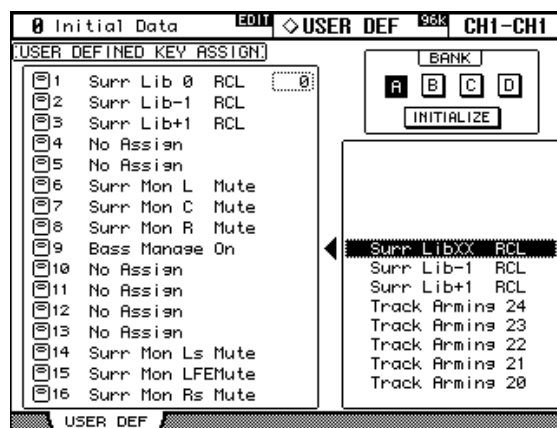 0 Initial Data EDIT ◇USER DEF 96K CH1-CH1
USER DEFINED KEY ASSIGN
1 Surr Lib 0 RCL 0
2 Surr Lib-1 RCL
3 Surr Lib+1 RCL
4 No Assign
5 No Assign
6 Surr Mon L Mute
7 Surr Mon C Mute
8 Surr Mon R Mute
9 Bass Manage On
10 No Assign
11 No Assign
12 No Assign
13 No Assign
14 Surr Mon Ls Mute
15 Surr Mon LFEMute
16 Surr Mon Rs Mute
BANK
A B C D
INITIALIZE
Surr LibXX RCL
Surr Lib-1 RCL
Surr Lib+1 RCL
Track Arming 24
Track Arming 23
Track Arming 22
Track Arming 21
Track Arming 20
USER DEF